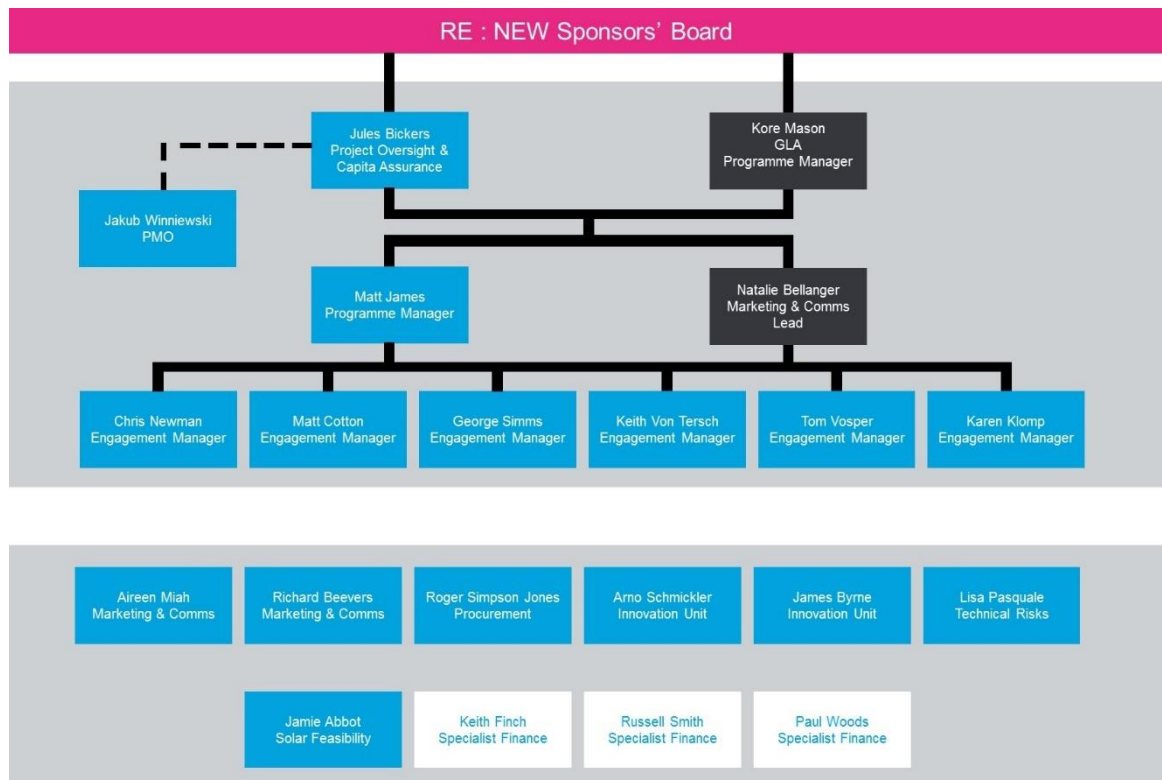 RE : NEW Sponsors' Board
Jules Bickers
Project Oversight &
Capita Assurance
Kore Mason
GLA
Programme Manager
Jakub Winniewski
PMO
Matt James
Programme Manager
Natalie Bellanger
Marketing & Comms
Lead
Chris Newman
Engagement Manager
Matt Cotton
Engagement Manager
George Simms
Engagement Manager
Keith Von Tersch
Engagement Manager
Tom Vosper
Engagement Manager
Karen Klomp
Engagement Manager
Aireen Miah
Marketing & Comms
Richard Beevers
Marketing & Comms
Roger Simpson Jones
Procurement
Arno Schmickler
Innovation Unit
James Byrne
Innovation Unit
Lisa Pasquale
Technical Risks
Jamie Abbot
Solar Feasibility
Keith Finch
Specialist Finance
Russell Smith
Specialist Finance
Paul Woods
Specialist Finance